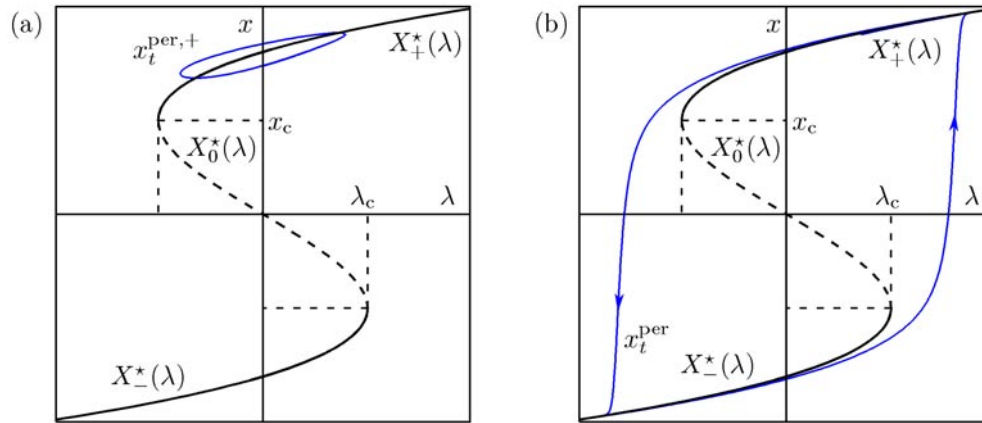 (a)
x
x_t^{per,+}
X_+^⋆(λ)
x_c
X_0^⋆(λ)
λ_c
λ
X_-^⋆(λ)
(b)
x
X_+^⋆(λ)
x_c
X_0^⋆(λ)
λ_c
λ
x_t^{per}
X_-^⋆(λ)